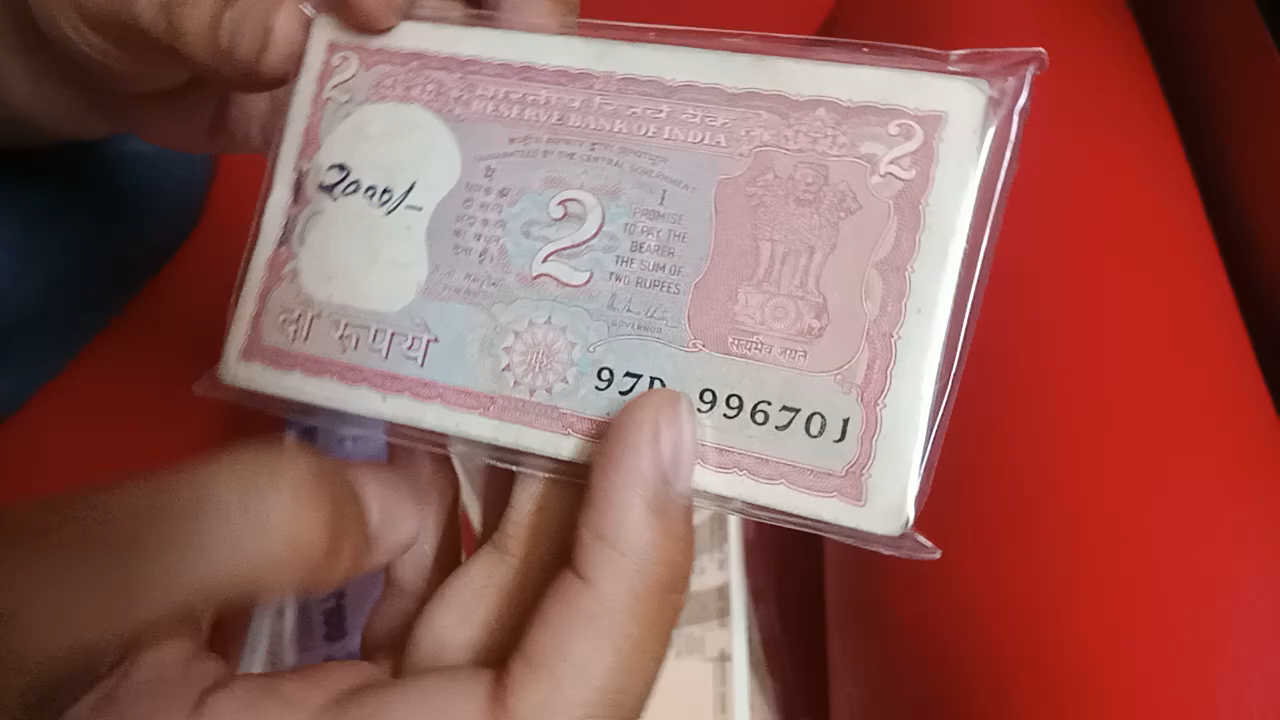 2
भारतीय रिज़र्व बैंक
RESERVE BANK OF INDIA
2
GUARANTEED BY THE CENTRAL GOVERNMENT
2000/-
2
I
PROMISE
TO PAY THE
BEARER
THE SUM OF
TWO RUPEES
GOVERNOR
सत्यमेव जयते
दो रूपये
97 996701